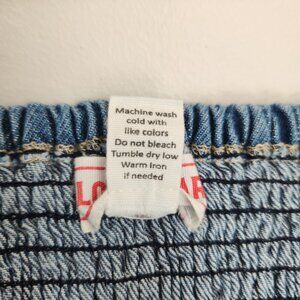 Machine wash
cold with
like colors
Do not bleach
Tumble dry low
Warm Iron
if needed